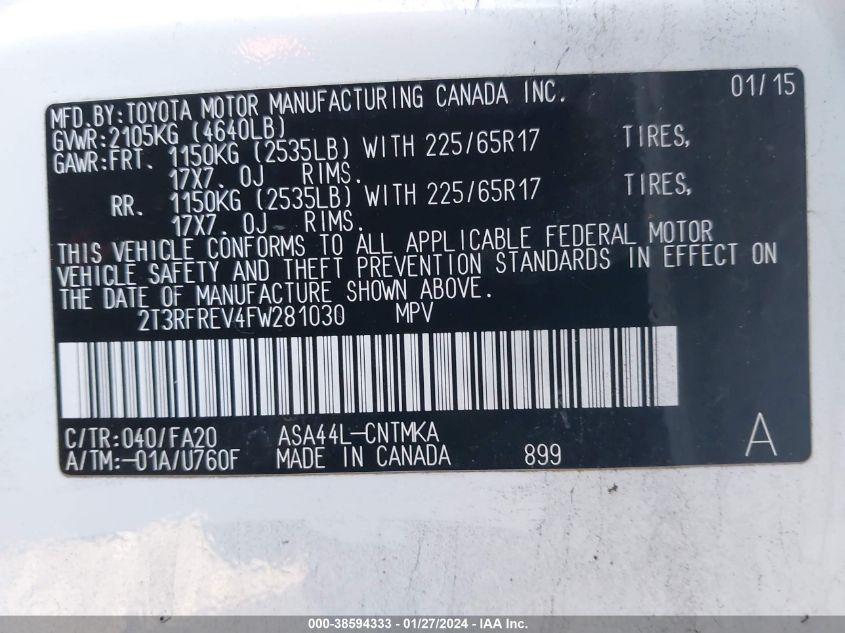 MFD. BY: TOYOTA MOTOR MANUFACTURING CANADA INC. 01/15
GVWR: 2105KG (4640LB)
GAWR: FRT. 1150KG (2535LB) WITH 225/65R17 TIRES,
17X7. 0J RIMS.
RR. 1150KG (2535LB) WITH 225/65R17 TIRES,
17X7. 0J RIMS.
THIS VEHICLE CONFORMS TO ALL APPLICABLE FEDERAL MOTOR
VEHICLE SAFETY AND THEFT PREVENTION STANDARDS IN EFFECT ON
THE DATE OF MANUFACTURE SHOWN ABOVE.
2T3RFREV4FW281030 MPV
C/TR: 040/FA20 ASA44L-CNTMKA
A/TM: -01A/U760F MADE IN CANADA 899 A
000-38594333 - 01/27/2024 - IAA Inc.